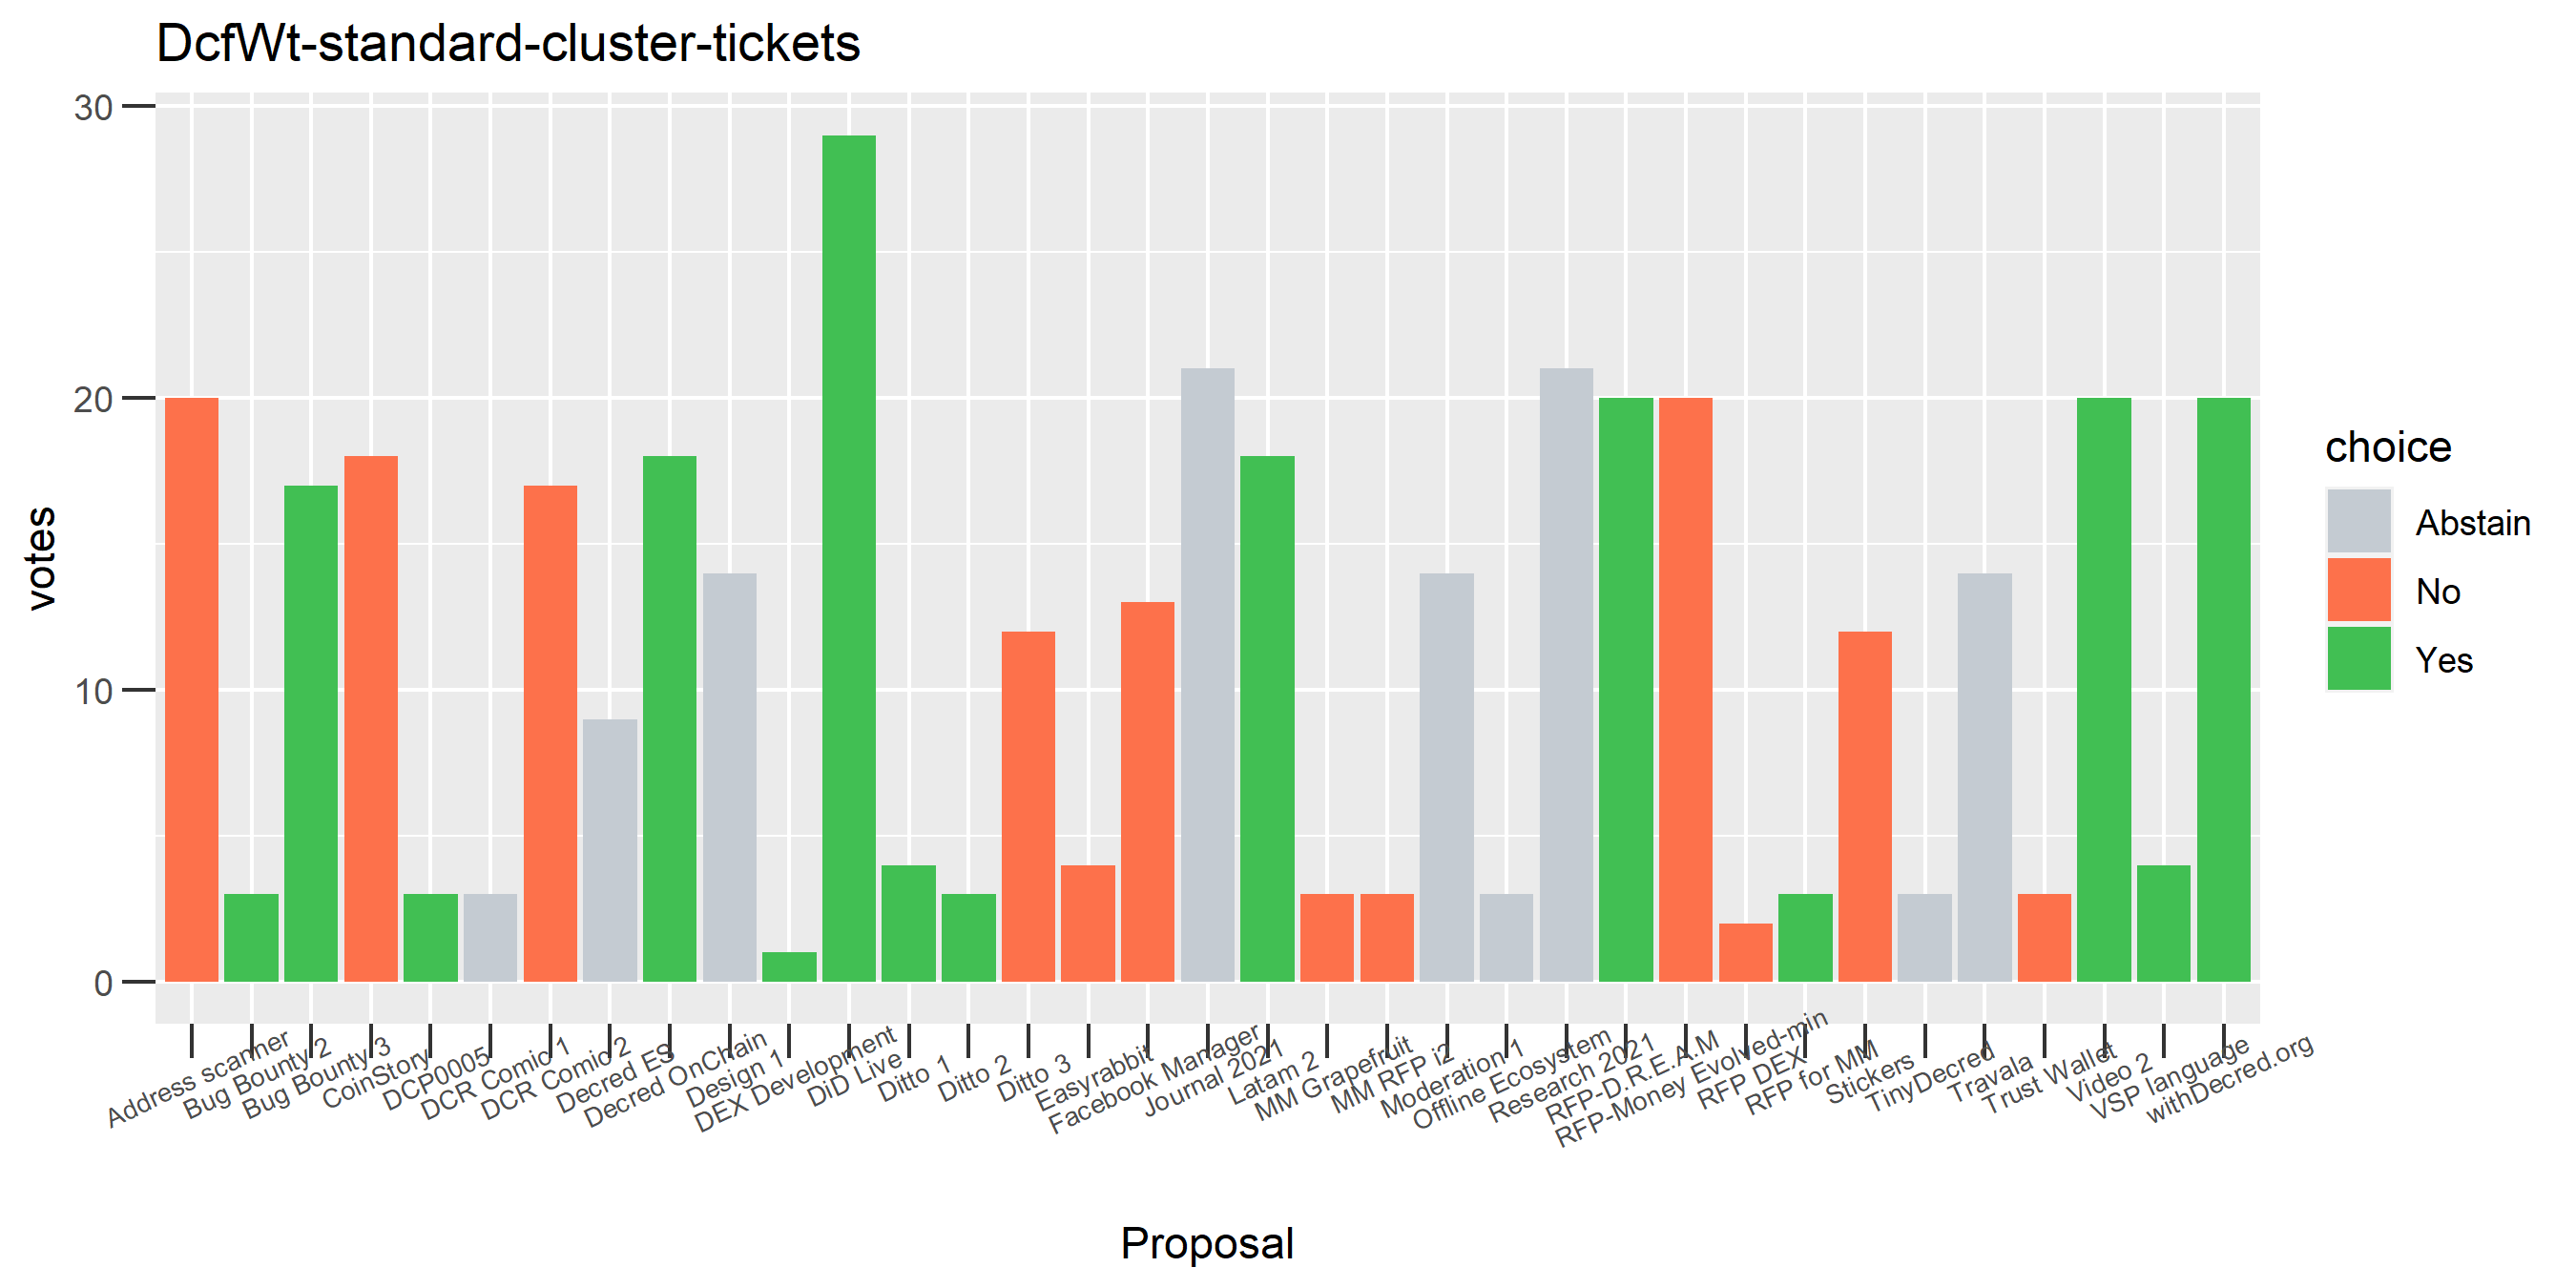 DcfWt-standard-cluster-tickets
votes
30
20
10
0
Address scanner
Bug Bounty 2
Bug Bounty 3
CoinStory
DCP0005
DCR Comic 1
DCR Comic 2
Decred ES
Decred OnChain
Design 1
DEX Development
DiD Live
Ditto 1
Ditto 2
Ditto 3
Easyrabbit
Facebook Manager
Journal 2021
Latam 2
MM Grapefruit
MM RFP i2
Moderation 1
Offline Ecosystem
Research 2021
RFP-D.R.E.A.M
RFP-Money Evolved-min
RFP DEX
RFP for MM
Stickers
TinyDecred
Travala
Trust Wallet
Video 2
VSP language
withDecred.org
Proposal
choice
Abstain
No
Yes